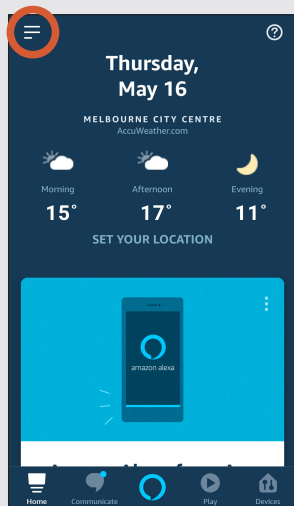 Thursday,
May 16
MELBOURNE CITY CENTRE
AccuWeather.com
Morning Afternoon Evening
15° 17° 11°
SET YOUR LOCATION
amazon alexa
Home Communicate Play Devices